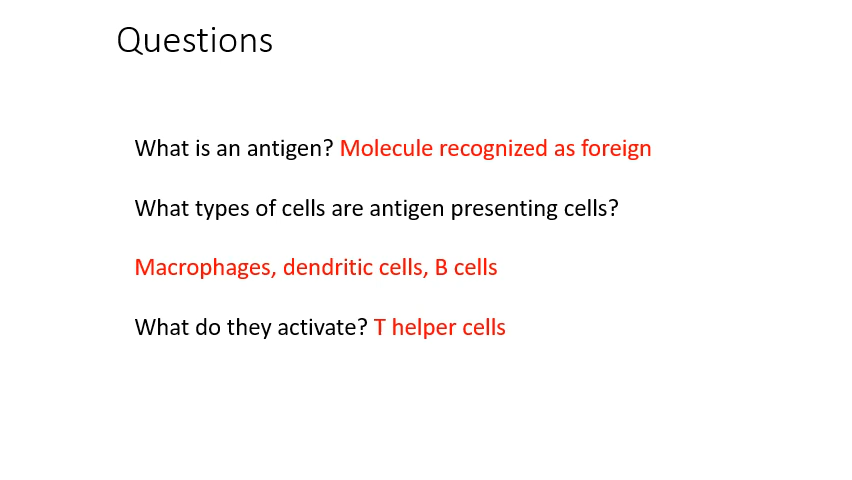 Questions
What is an antigen? Molecule recognized as foreign
What types of cells are antigen presenting cells?
Macrophages, dendritic cells, B cells
What do they activate? T helper cells